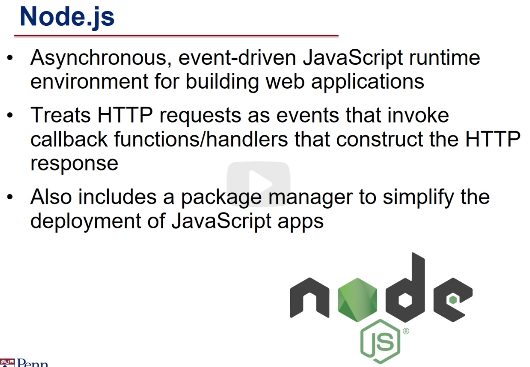 Node.js
• Asynchronous, event-driven JavaScript runtime
environment for building web applications
• Treats HTTP requests as events that invoke
callback functions/handlers that construct the HTTP
response
• Also includes a package manager to simplify the
deployment of JavaScript apps
node
JS®
Penn